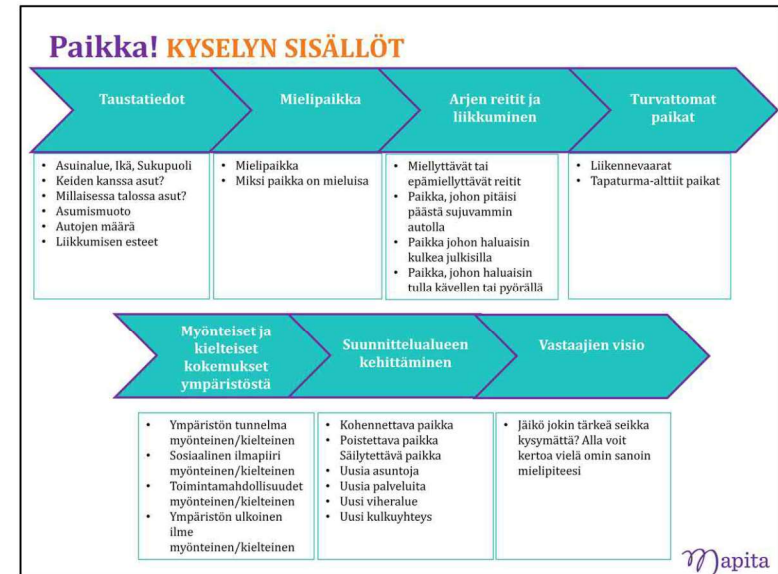 Paikka! KYSELYN SISÄLLÖT
Taustatiedot
• Asuinalue, Ikä, Sukupuoli
• Keiden kanssa asut?
• Millaisessa talossa asut?
• Asumismuoto
• Autojen määrä
• Liikkumisen esteet
Mielipaikka
• Mielipaikka
• Miksi paikka on mieluisa
Arjen reitit ja
liikkuminen
• Miellyttävät tai
epämiellyttävät reitit
• Paikka, johon pitäisi
päästä sujuvammin
autolla
• Paikka johon haluaisin
kulkea julkisilla
• Paikka, johon haluaisin
tulla kävellen tai pyörällä
Turvattomat
paikat
• Liikennevaarat
• Tapaturma-alttiit paikat
Myönteiset ja
kielteiset
kokemukset
ympäristöstä
• Ympäristön tunnelma
myönteinen/kielteinen
• Sosiaalinen ilmapiiri
myönteinen/kielteinen
• Toimintamahdollisuudet
myönteinen/kielteinen
• Ympäristön ulkoinen
ilme
myönteinen/kielteinen
Suunnittelualueen
kehittäminen
• Kohennettava paikka
• Poistettava paikka
Säilytettävä paikka
• Uusia asuntoja
• Uusia palveluita
• Uusi viheralue
• Uusi kulkuyhteys
Vastaajien visio
• Jäikö jokin tärkeä seikka
kysymättä? Alla voit
kertoa vielä omin sanoin
mielipiteesi
Mapita